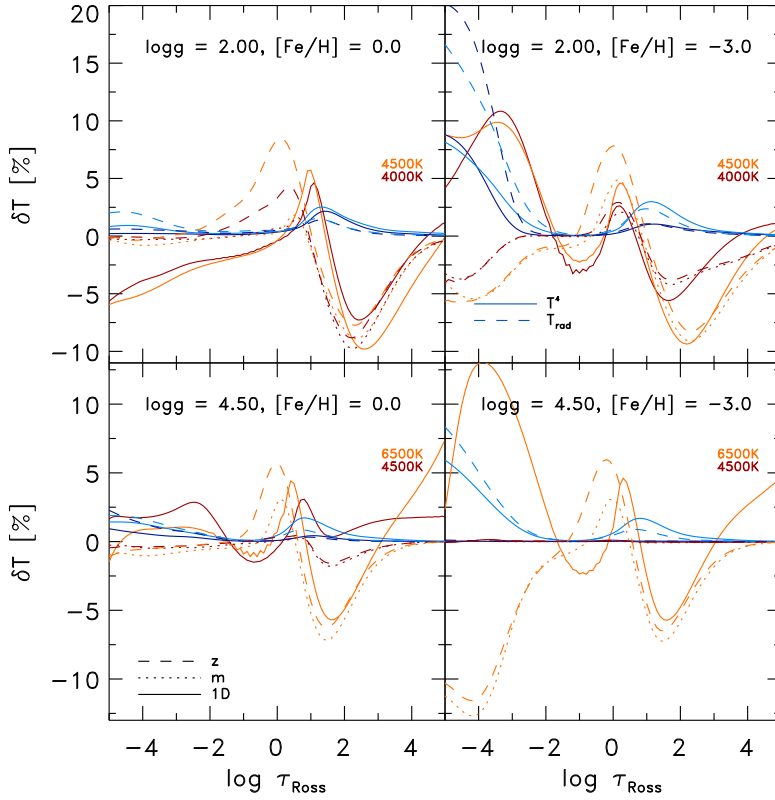 logg = 2.00, [Fe/H] = 0.0
logg = 2.00, [Fe/H] = −3.0
20
15
10
5
0
−5
−10
δT [%]
4500K
4000K
4500K
4000K
T⁴
T_rad
logg = 4.50, [Fe/H] = 0.0
logg = 4.50, [Fe/H] = −3.0
10
5
0
−5
−10
δT [%]
6500K
4500K
6500K
4500K
z
m
1D
−4 −2 0 2 4
−4 −2 0 2 4
log τ_Ross
log τ_Ross